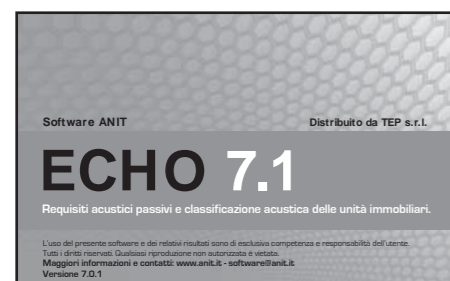 Software ANIT
Distribuito da TEP s.r.l.
ECHO 7.1
Requisiti acustici passivi e classificazione acustica delle unità immobiliari.
L'uso del presente software e dei relativi risultati sono di esclusiva competenza e responsabilità dell'utente.
Tutti i diritti riservati. Qualsiasi riproduzione non autorizzata è vietata.
Maggiori informazioni e contatti: www.anit.it - software@anit.it
Versione 7.0.1